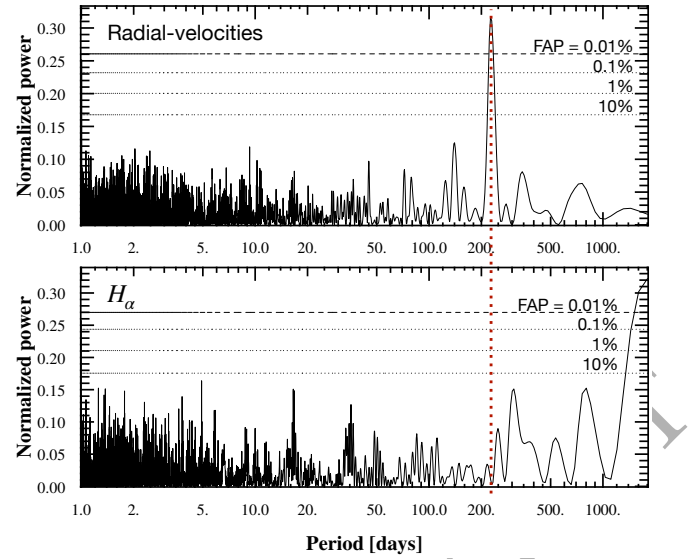 Radial-velocities
Normalized power
0.30
0.25
0.20
0.15
0.10
0.05
0.00
FAP = 0.01%
0.1%
1%
10%
1.0 2. 5. 10.0 20. 50. 100.0 200. 500. 1000.
Hα
Normalized power
0.30
0.25
0.20
0.15
0.10
0.05
0.00
FAP = 0.01%
0.1%
1%
10%
1.0 2. 5. 10.0 20. 50. 100.0 200. 500. 1000.
Period [days]